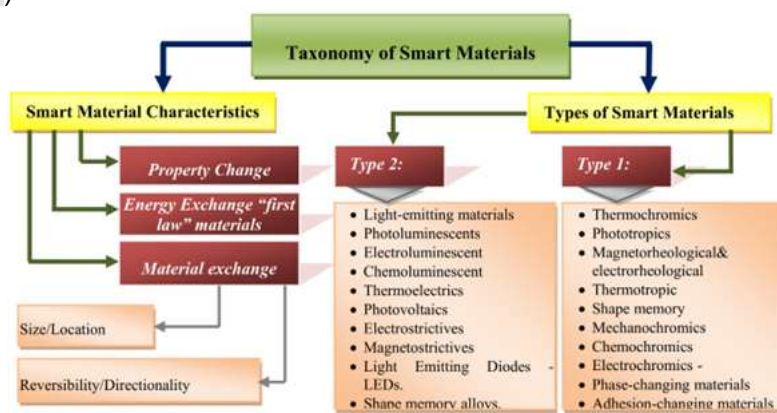 )
Taxonomy of Smart Materials
Smart Material Characteristics
Types of Smart Materials
Property Change
Energy Exchange “first
law” materials
Material exchange
Size/Location
Reversibility/Directionality
Type 2:
• Light-emitting materials
• Photoluminescents
• Electroluminescent
• Chemoluminescent
• Thermoelectrics
• Photovoltaics
• Electrostrictives
• Magnetostrictives
• Light Emitting Diodes -
LEDs.
• Shape memory alloys.
Type 1:
• Thermochromics
• Phototropics
• Magnetorheological&
electrorheological
• Thermotropic
• Shape memory
• Mechanochromics
• Chemochromics
• Electrochromics -
• Phase-changing materials
• Adhesion-changing materials